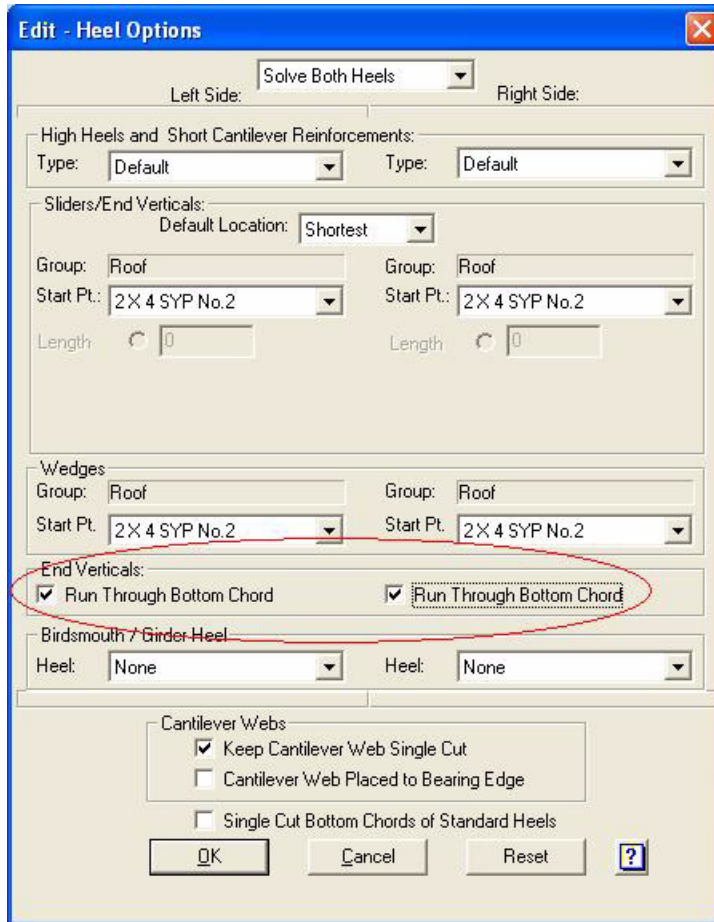 Edit - Heel Options
Solve Both Heels
Left Side: Right Side:
High Heels and Short Cantilever Reinforcements:
Type: Default Type: Default
Sliders/End Verticals:
Default Location: Shortest
Group: Roof Group: Roof
Start Pt.: 2 X 4 SYP No.2 Start Pt.: 2 X 4 SYP No.2
Length 0 Length 0
Wedges
Group: Roof Group: Roof
Start Pt. 2 X 4 SYP No.2 Start Pt. 2 X 4 SYP No.2
End Verticals:
Run Through Bottom Chord Run Through Bottom Chord
Birdsmouth / Girder Heel
Heel: None Heel: None
Cantilever Webs
Keep Cantilever Web Single Cut
Cantilever Web Placed to Bearing Edge
Single Cut Bottom Chords of Standard Heels
OK Cancel Reset ?